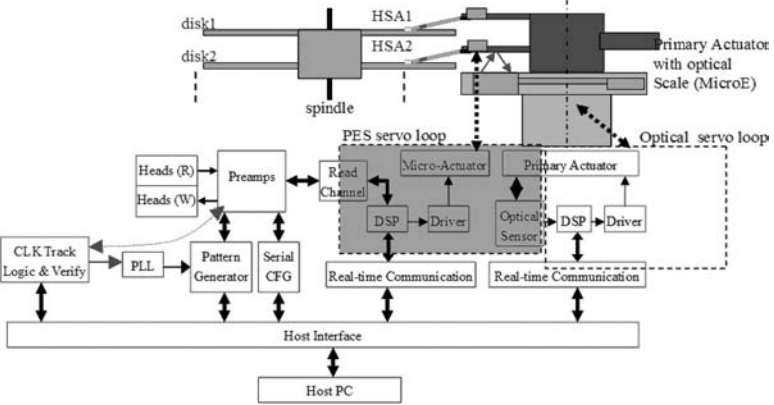 disk1
HSA1
disk2
HSA2
Primary Actuator
with optical
Scale (MicroE)
spindle
PES servo loop
Optical servo loop
Heads (R)
Heads (W)
Preamps
Read
Channel
Micro-Actuator
Primary Actuator
DSP
Driver
Optical
Sensor
DSP
Driver
CLK Track
Logic & Verify
PLL
Pattern
Generator
Serial
CFG
Real-time Communication
Real-time Communication
Host Interface
Host PC